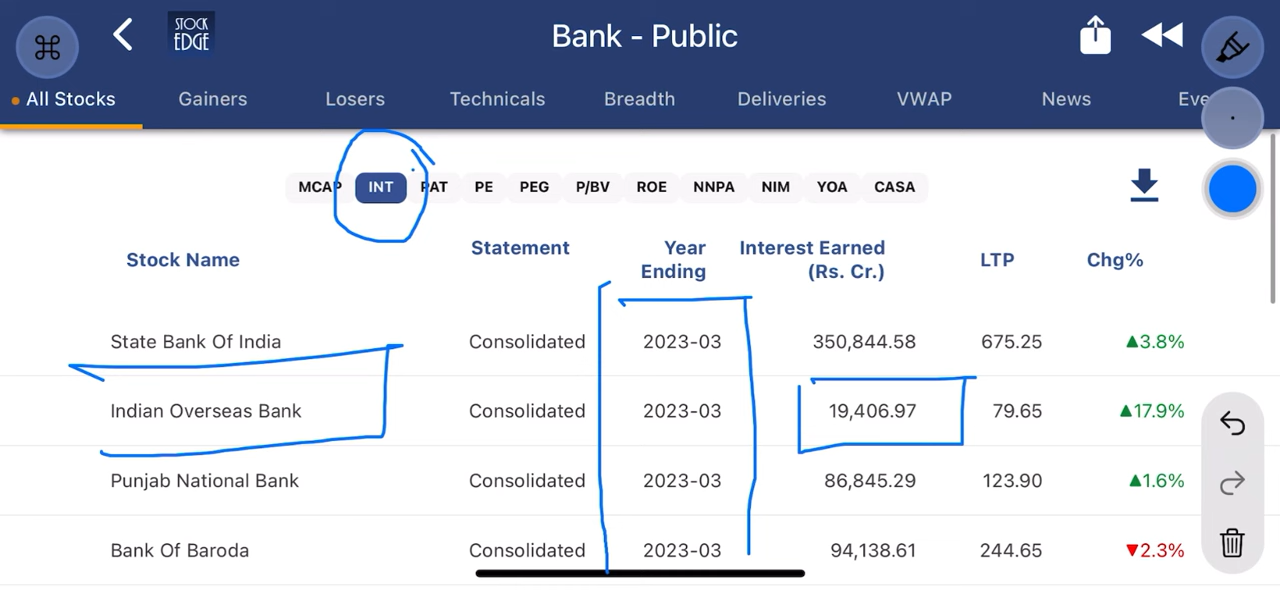 STOCK EDGE
Bank - Public
All Stocks Gainers Losers Technicals Breadth Deliveries VWAP News Eve
MCAP INT PAT PE PEG P/BV ROE NNPA NIM YOA CASA
Stock Name Statement Year Ending Interest Earned (Rs. Cr.) LTP Chg%
State Bank Of India Consolidated 2023-03 350,844.58 675.25 ▲3.8%
Indian Overseas Bank Consolidated 2023-03 19,406.97 79.65 ▲17.9%
Punjab National Bank Consolidated 2023-03 86,845.29 123.90 ▲1.6%
Bank Of Baroda Consolidated 2023-03 94,138.61 244.65 ▼2.3%